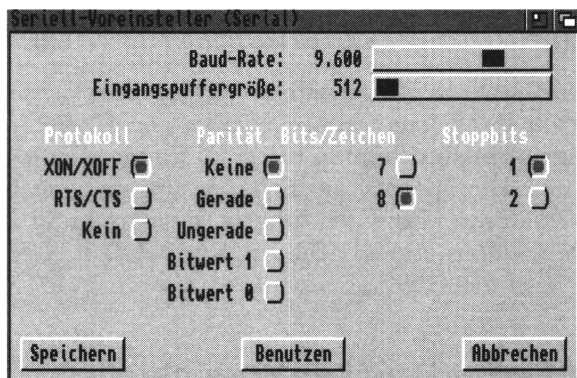 Seriell-Voreinsteller (Serial)
Baud-Rate: 9.600
Eingangspuffergröße: 512
Protokoll Parität Bits/Zeichen Stoppbits
XON/XOFF Keine 7 1
RTS/CTS Gerade 8 2
Kein Ungerade
Bitwert 1
Bitwert 0
Speichern Benutzen Abbrechen